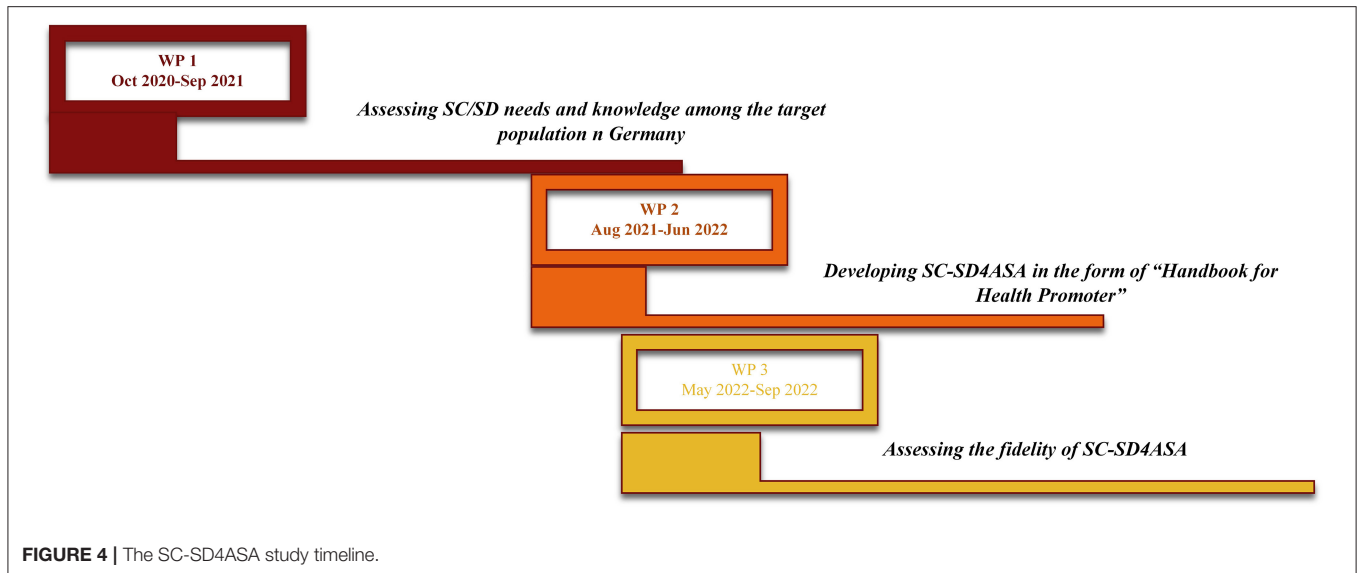 WP 1
Oct 2020-Sep 2021
Assessing SC/SD needs and knowledge among the target
population n Germany
WP 2
Aug 2021-Jun 2022
Developing SC-SD4ASA in the form of “Handbook for
Health Promoter”
WP 3
May 2022-Sep 2022
Assessing the fidelity of SC-SD4ASA
FIGURE 4 | The SC-SD4ASA study timeline.